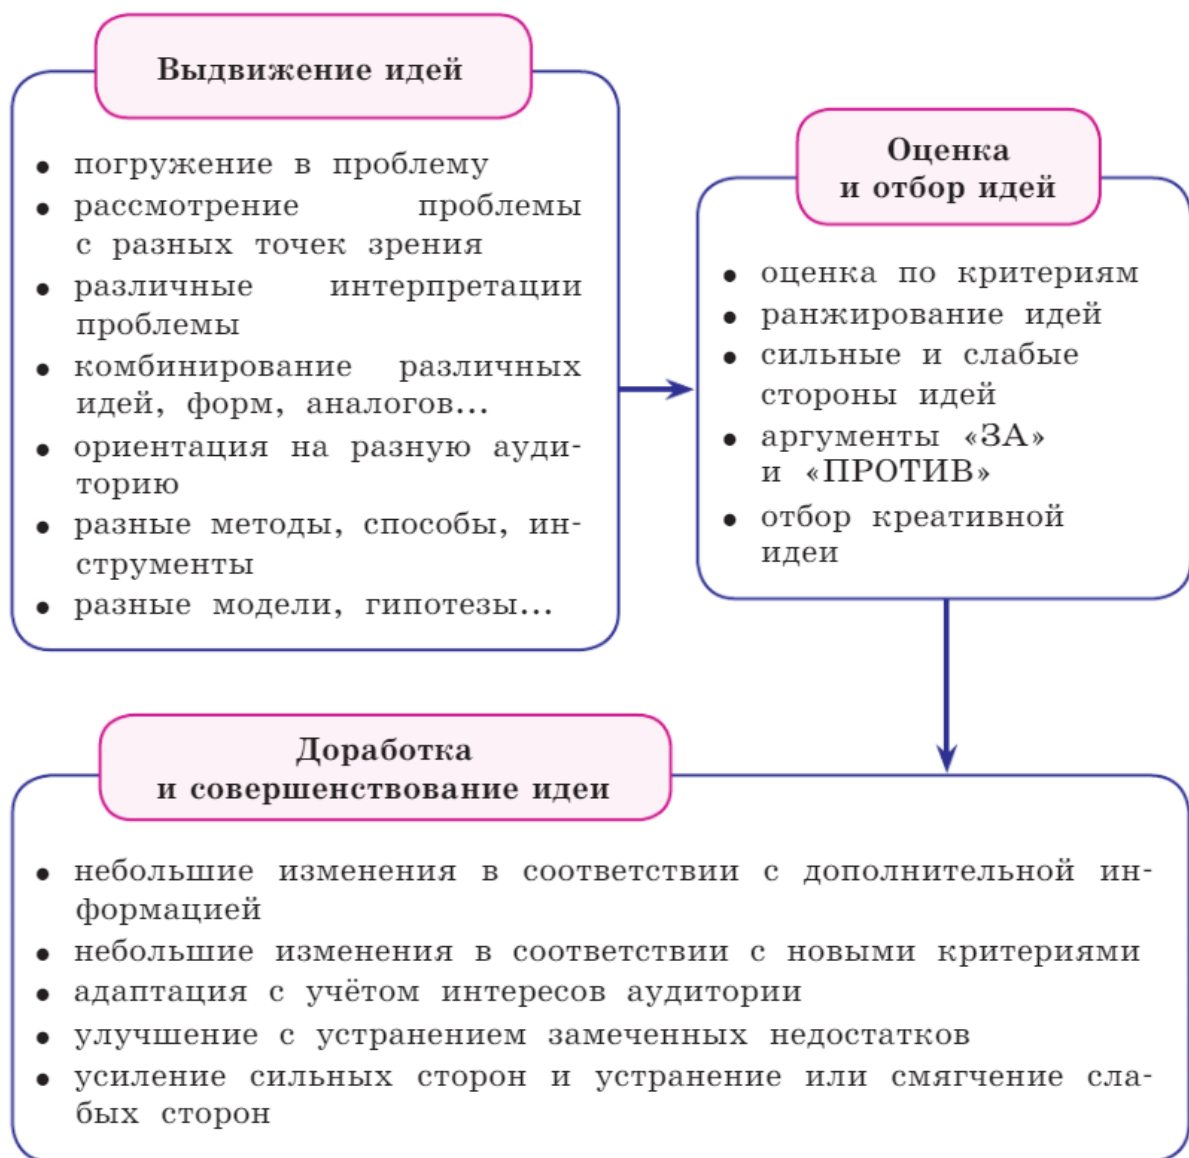 Выдвижение идей
• погружение в проблему
• рассмотрение проблемы
с разных точек зрения
• различные интерпретации
проблемы
• комбинирование различных
идей, форм, аналогов...
• ориентация на разную ауди-
торию
• разные методы, способы, ин-
струменты
• разные модели, гипотезы...
Оценка
и отбор идей
• оценка по критериям
• ранжирование идей
• сильные и слабые
стороны идей
• аргументы «ЗА»
и «ПРОТИВ»
• отбор креативной
идеи
Доработка
и совершенствование идеи
• небольшие изменения в соответствии с дополнительной ин-
формацией
• небольшие изменения в соответствии с новыми критериями
• адаптация с учётом интересов аудитории
• улучшение с устранением замеченных недостатков
• усиление сильных сторон и устранение или смягчение сла-
бых сторон